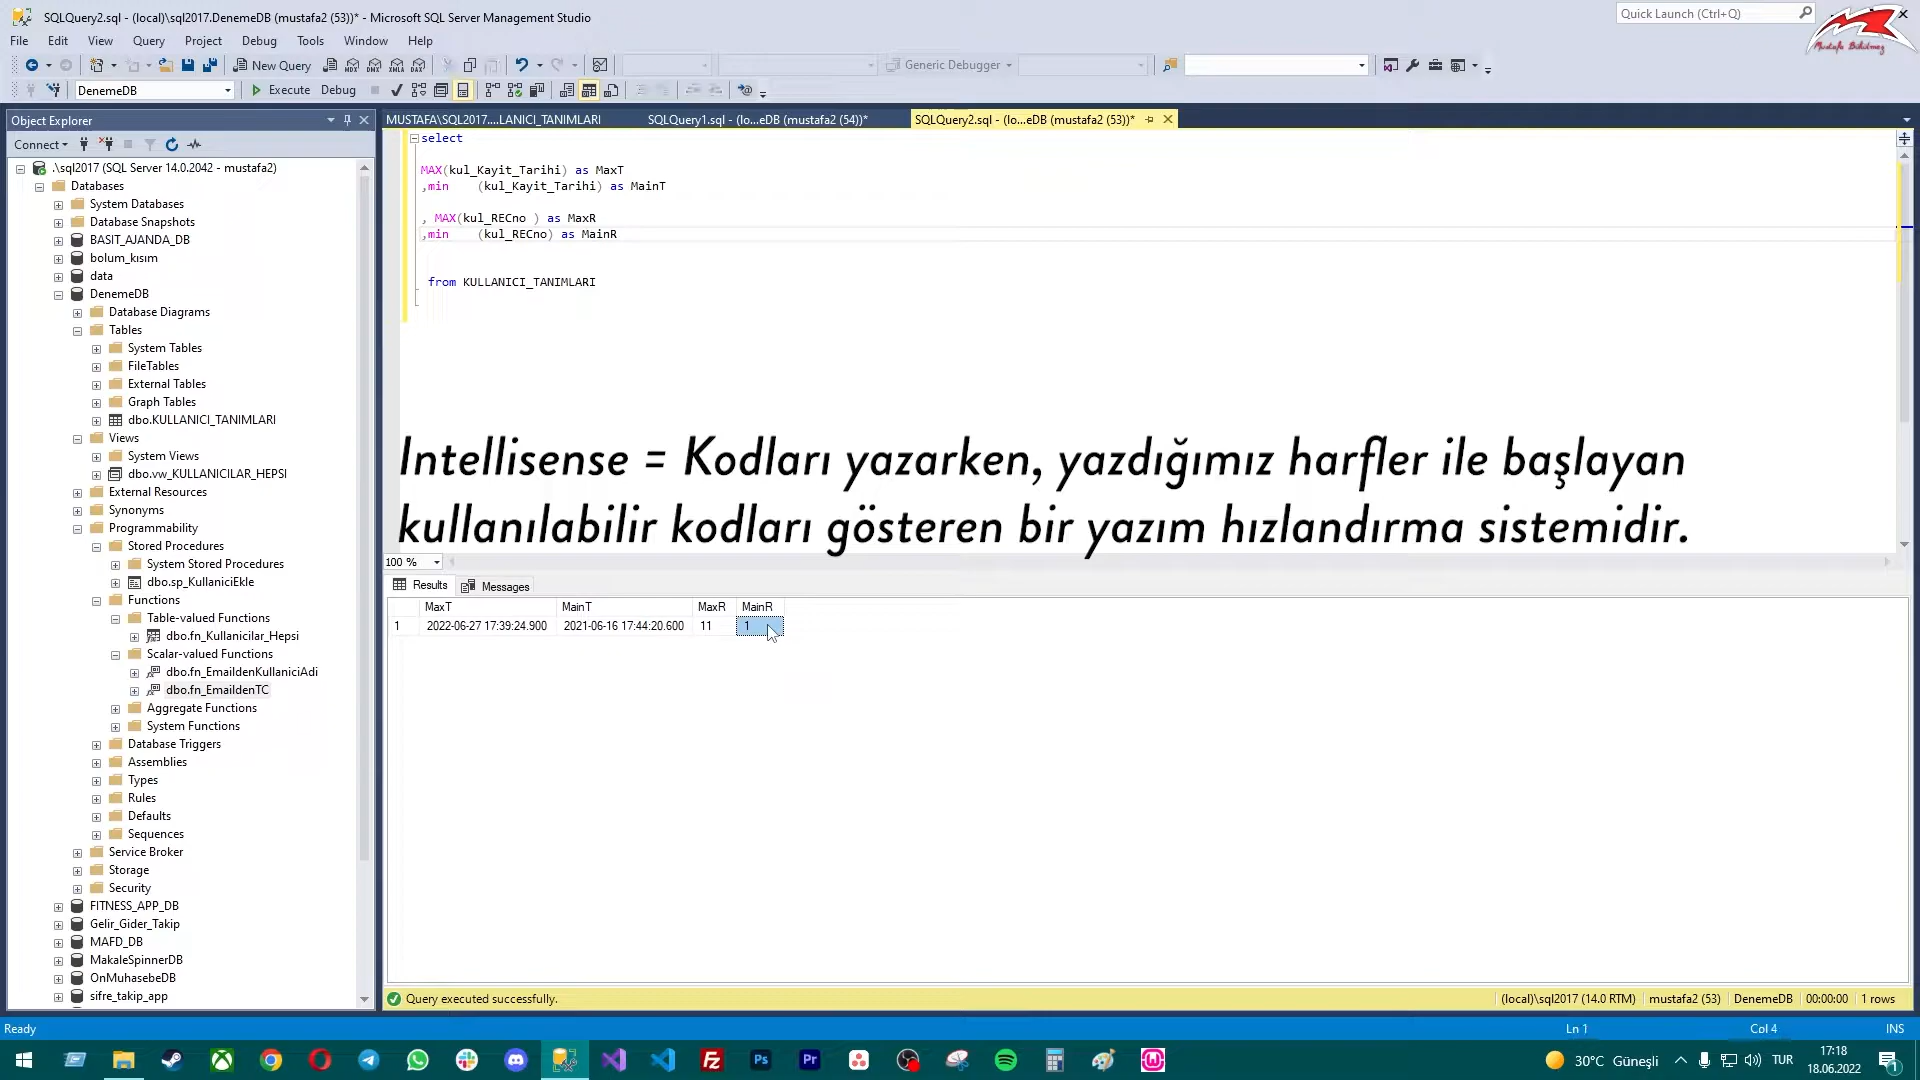 SQLQuery2.sql - (local)\sql2017.DenemeDB (mustafa2 (53))* - Microsoft SQL Server Management Studio
Quick Launch (Ctrl+Q)
File Edit View Query Project Debug Tools Window Help
New Query
Generic Debugger
DenemeDB
Execute Debug
Object Explorer
MUSTAFA\SQL2017....LANICI_TANIMLARI
SQLQuery1.sql - (lo...eDB (mustafa2 (54))*
SQLQuery2.sql - (lo...eDB (mustafa2 (53))*
Connect
.\sql2017 (SQL Server 14.0.2042 - mustafa2)
Databases
System Databases
Database Snapshots
BASIT_AJANDA_DB
bolum_kısım
data
DenemeDB
Database Diagrams
Tables
System Tables
FileTables
External Tables
Graph Tables
dbo.KULLANICI_TANIMLARI
Views
System Views
dbo.vw_KULLANICILAR_HEPSI
External Resources
Synonyms
Programmability
Stored Procedures
System Stored Procedures
dbo.sp_KullaniciEkle
Functions
Table-valued Functions
dbo.fn_Kullanicilar_Hepsi
Scalar-valued Functions
dbo.fn_EmaildenKullaniciAdi
dbo.fn_EmaildenTC
Aggregate Functions
System Functions
Database Triggers
Assemblies
Types
Rules
Defaults
Sequences
Service Broker
Storage
Security
FITNESS_APP_DB
Gelir_Gider_Takip
MAFD_DB
MakaleSpinnerDB
OnMuhasebeDB
sifre_takip_app
select
MAX(kul_Kayit_Tarihi) as MaxT
,min (kul_Kayit_Tarihi) as MainT
, MAX(kul_RECno ) as MaxR
,min (kul_RECno) as MainR
from KULLANICI_TANIMLARI
Intellisense = Kodları yazarken, yazdığımız harfler ile başlayan
kullanılabilir kodları gösteren bir yazım hızlandırma sistemidir.
100 %
Results Messages
MaxT MainT MaxR MainR
1 2022-06-27 17:39:24.900 2021-06-16 17:44:20.600 11 1
Query executed successfully.
(local)\sql2017 (14.0 RTM) mustafa2 (53) DenemeDB 00:00:00 1 rows
Ready
Ln 1 Col 4 INS
30°C Güneşli
TUR
17:18
18.06.2022